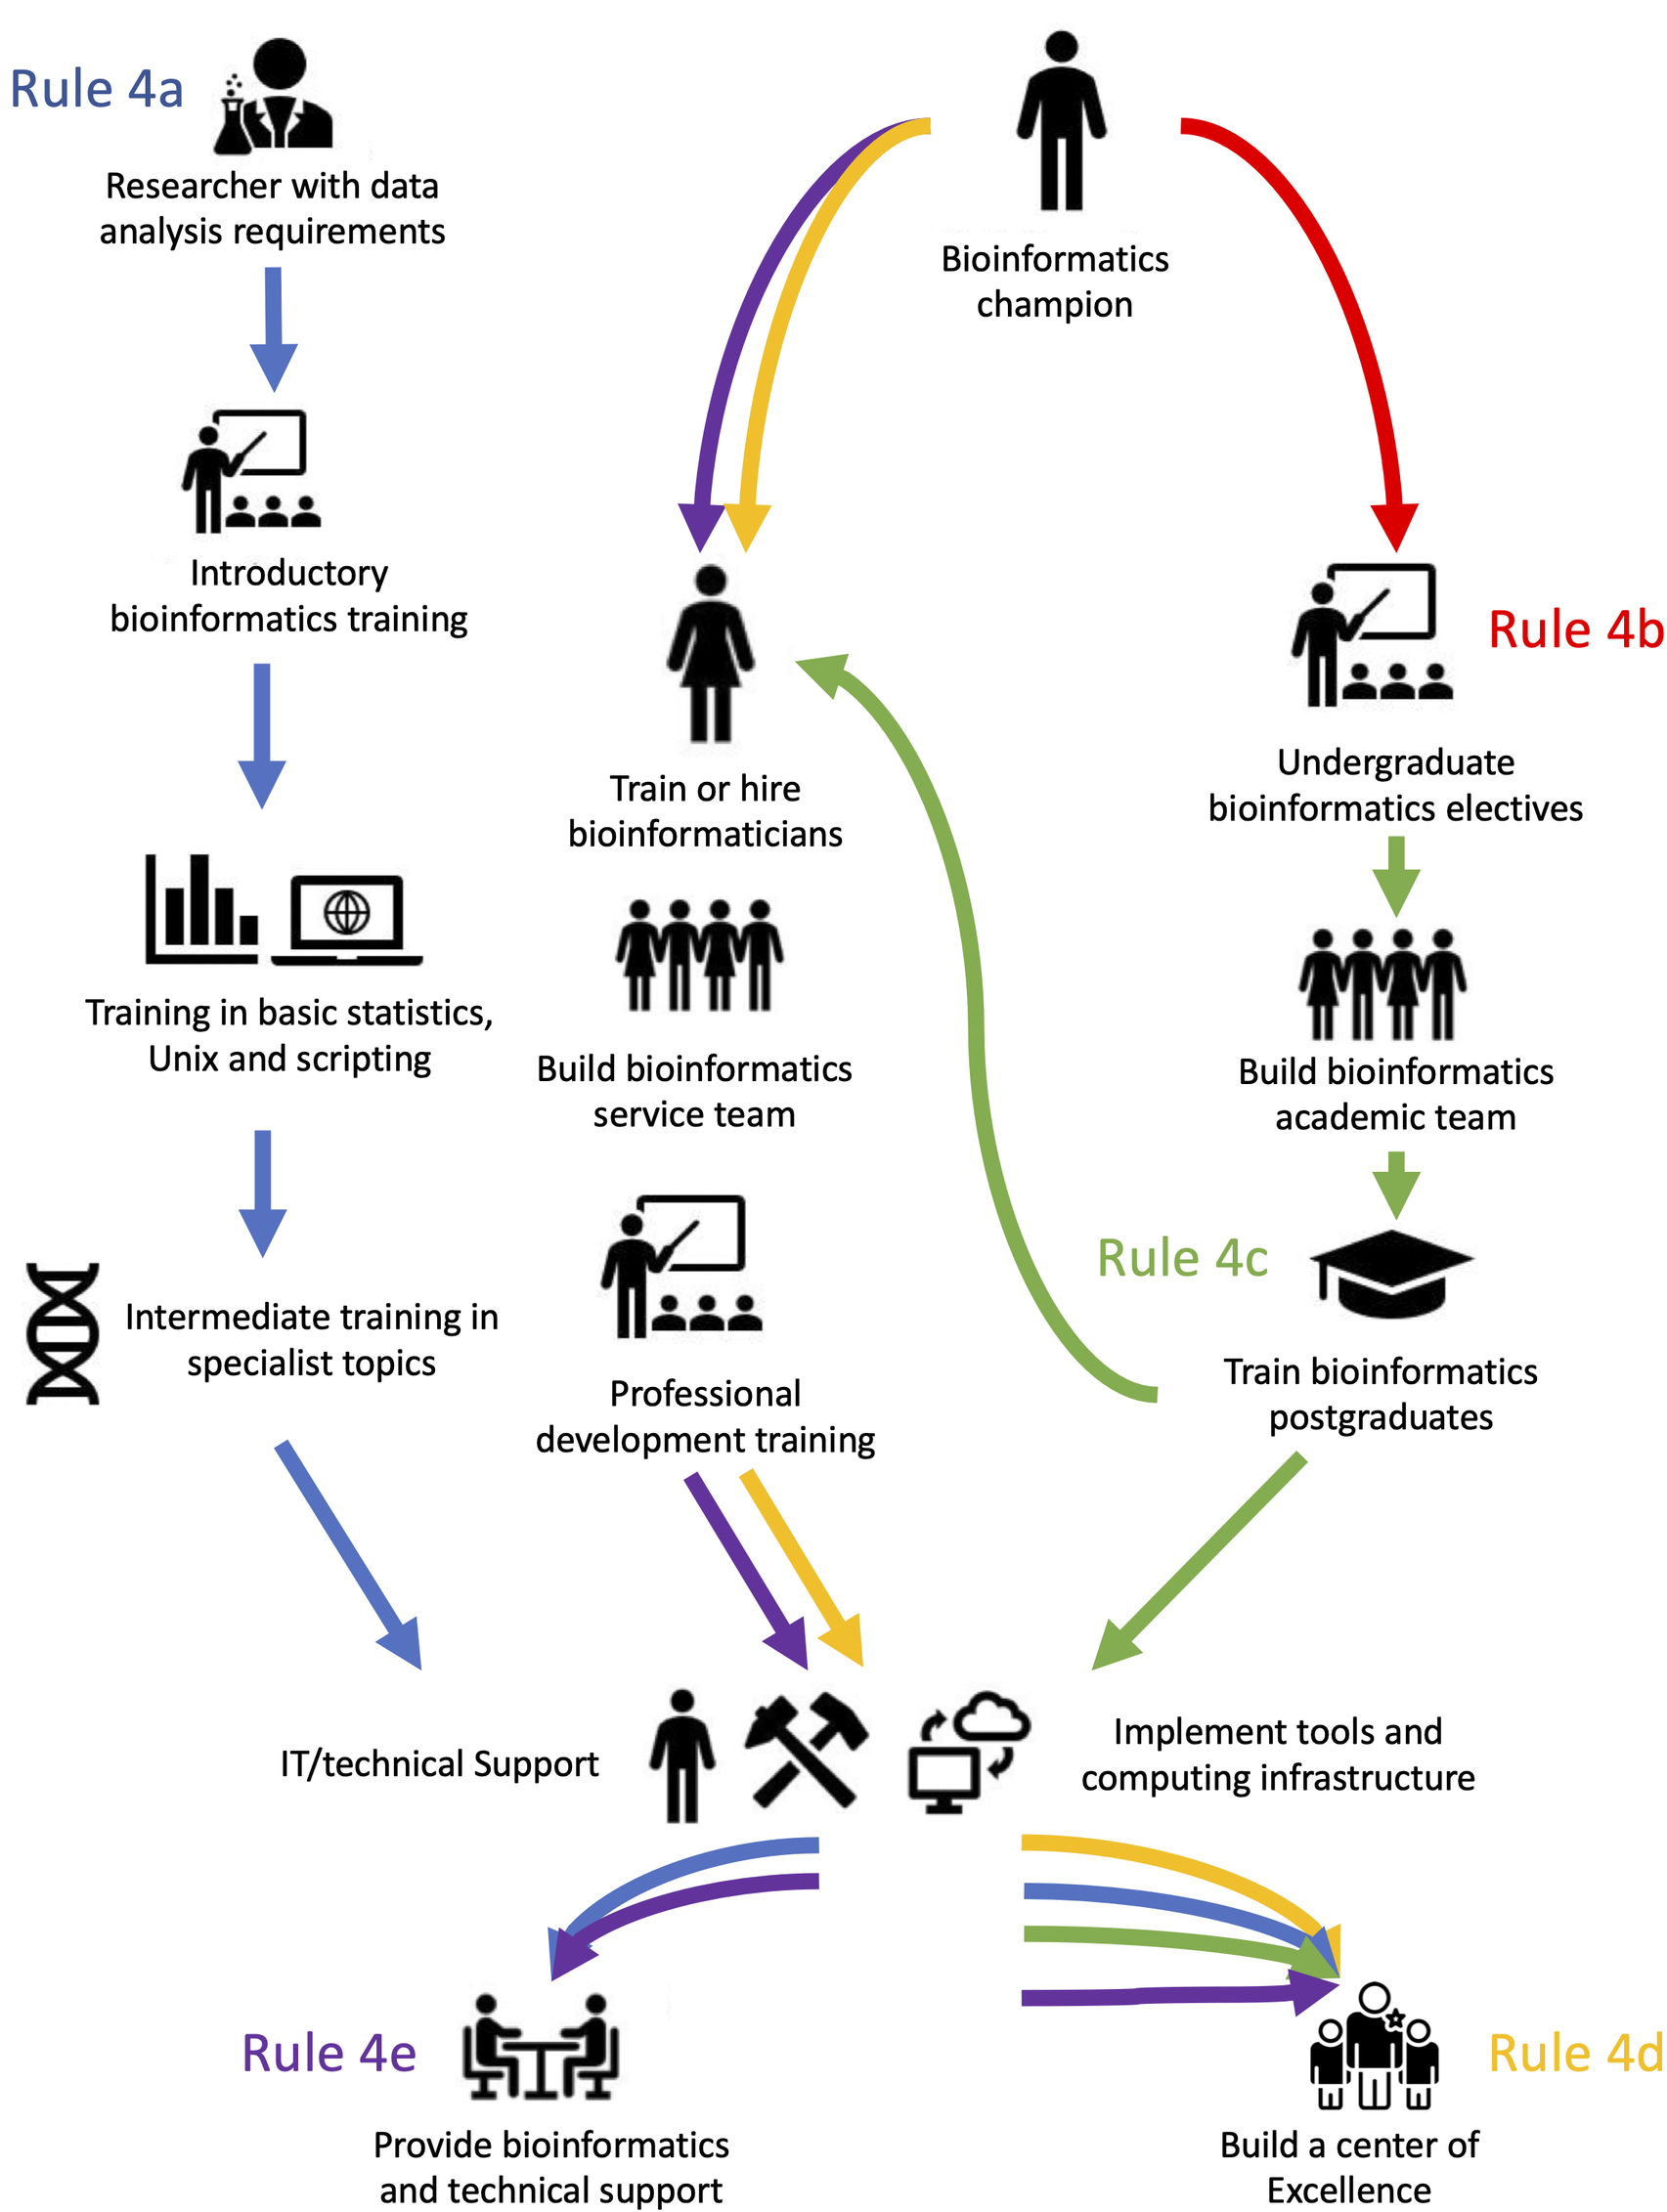 Rule 4a
Researcher with data
analysis requirements
Bioinformatics
champion
Introductory
bioinformatics training
Rule 4b
Train or hire
bioinformaticians
Undergraduate
bioinformatics electives
Training in basic statistics,
Unix and scripting
Build bioinformatics
service team
Build bioinformatics
academic team
Rule 4c
Intermediate training in
specialist topics
Professional
development training
Train bioinformatics
postgraduates
IT/technical Support
Implement tools and
computing infrastructure
Rule 4e
Provide bioinformatics
and technical support
Rule 4d
Build a center of
Excellence